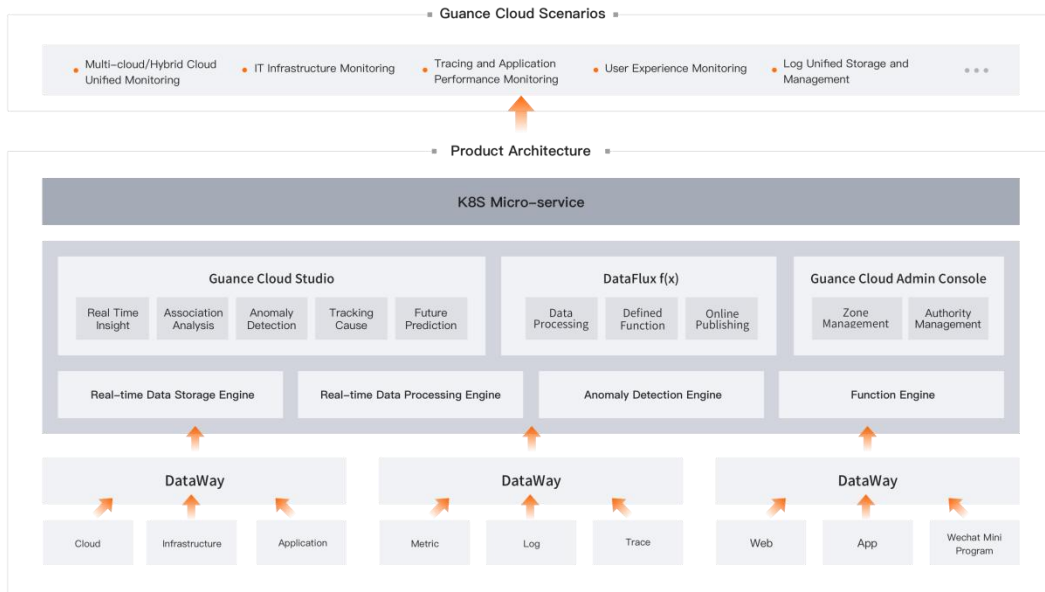 Guance Cloud Scenarios
Multi-cloud/Hybrid Cloud
Unified Monitoring
IT Infrastructure Monitoring
Tracing and Application
Performance Monitoring
User Experience Monitoring
Log Unified Storage and
Management
Product Architecture
K8S Micro-service
Guance Cloud Studio
Real Time
Insight
Association
Analysis
Anomaly
Detection
Tracking
Cause
Future
Prediction
DataFlux f(x)
Data
Processing
Defined
Function
Online
Publishing
Guance Cloud Admin Console
Zone
Management
Authority
Management
Real-time Data Storage Engine
Real-time Data Processing Engine
Anomaly Detection Engine
Function Engine
DataWay
DataWay
DataWay
Cloud
Infrastructure
Application
Metric
Log
Trace
Web
App
Wechat Mini
Program